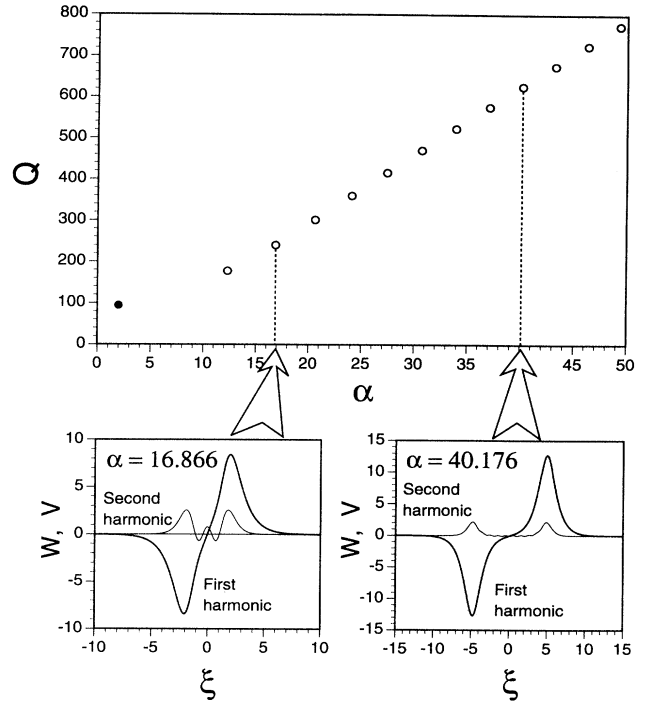 800
700
600
500
400
300
200
100
0
Q
0 5 10 15 20 25 30 35 40 45 50
α
10
5
0
-5
-10
W, V
α = 16.866
Second
harmonic
First
harmonic
-10 -5 0 5 10
ξ
15
10
5
0
-5
-10
-15
W, V
α = 40.176
Second
harmonic
First
harmonic
-15 -10 -5 0 5 10 15
ξ